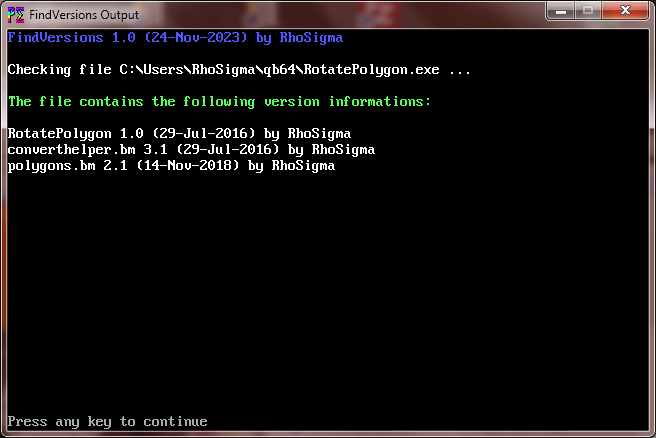 FindVersions Output
FindVersions 1.0 (24-Nov-2023) by RhoSigma
Checking file C:\Users\RhoSigma\qb64\RotatePolygon.exe ...
The file contains the following version informations:
RotatePolygon 1.0 (29-Jul-2016) by RhoSigma
converthelper.bm 3.1 (29-Jul-2016) by RhoSigma
polygons.bm 2.1 (14-Nov-2018) by RhoSigma
Press any key to continue